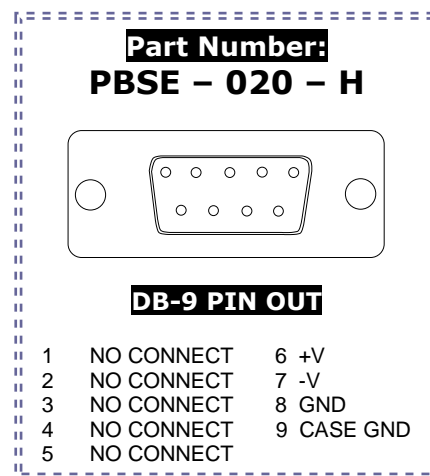 Part Number:
PBSE – 020 – H
DB-9 PIN OUT
1 NO CONNECT 6 +V
2 NO CONNECT 7 -V
3 NO CONNECT 8 GND
4 NO CONNECT 9 CASE GND
5 NO CONNECT